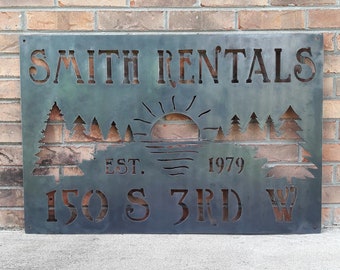 SMITH RENTALS
EST. 1979
150 S 3RD W